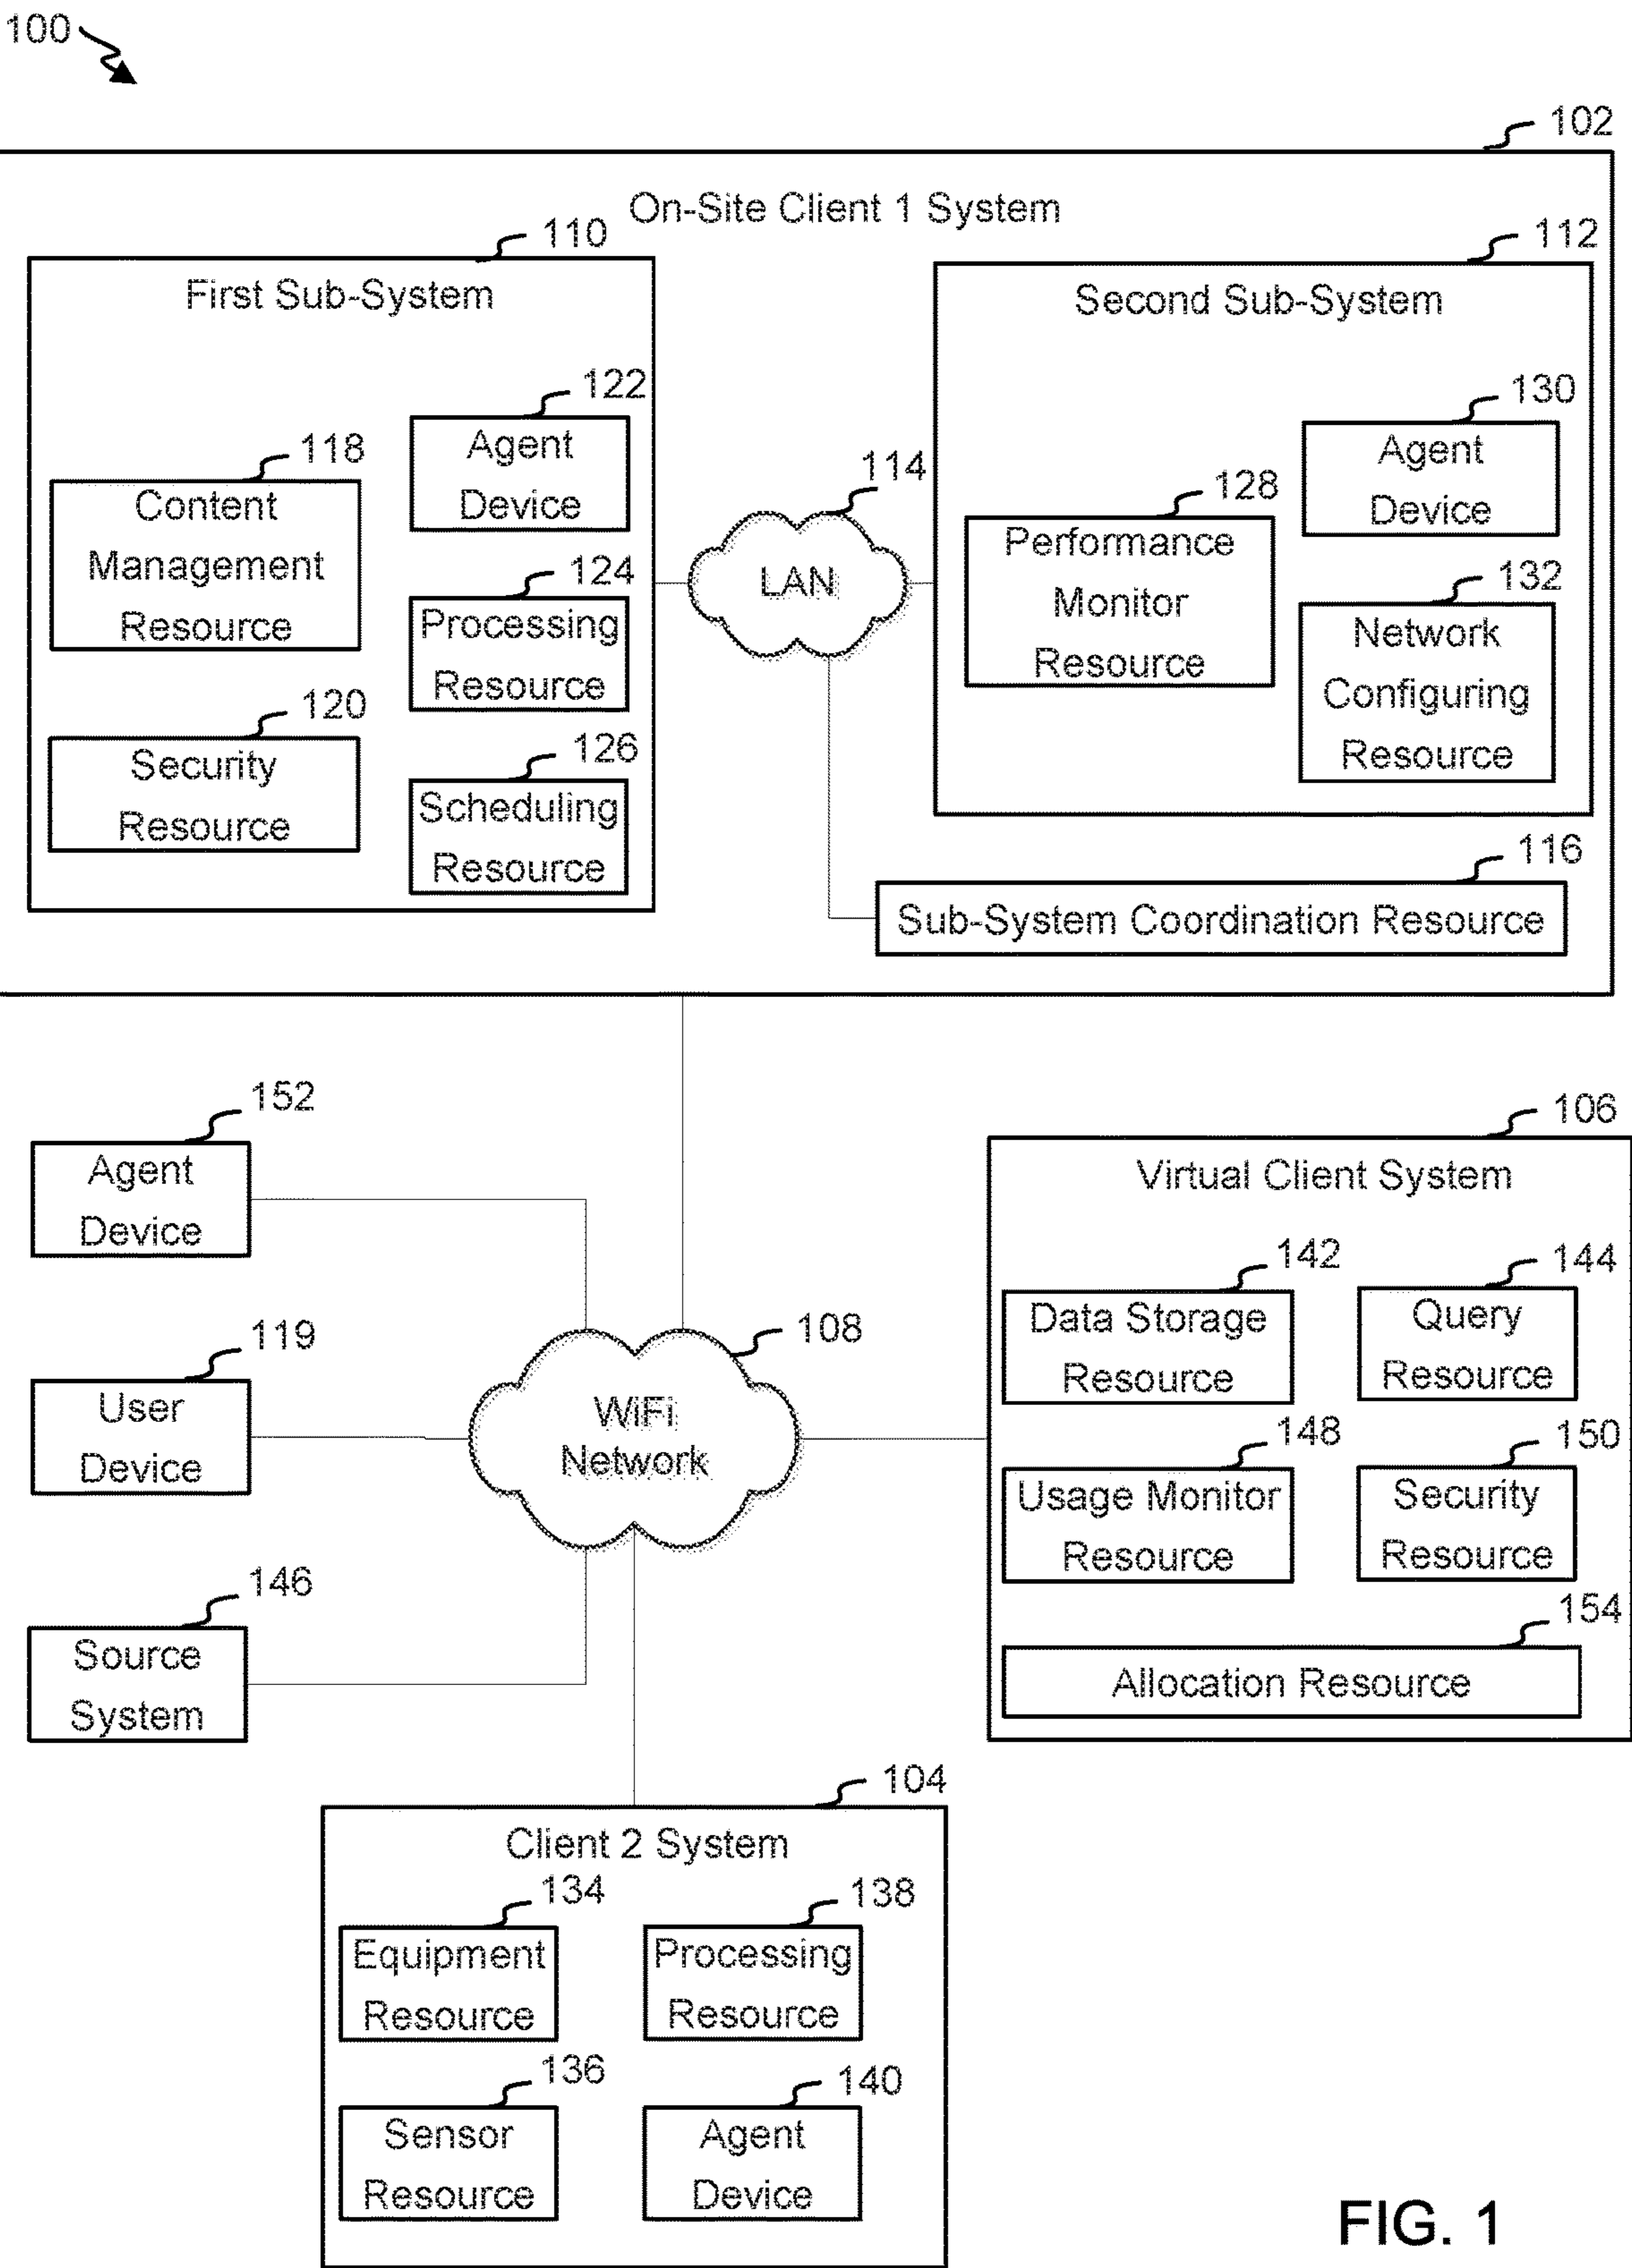 100
102
On-Site Client 1 System
110
First Sub-System
122
Agent
Device
118
Content
Management
Resource
124
Processing
Resource
120
Security
Resource
126
Scheduling
Resource
114
LAN
112
Second Sub-System
130
Agent
Device
128
Performance
Monitor
Resource
132
Network
Configuring
Resource
116
Sub-System Coordination Resource
152
Agent
Device
119
User
Device
146
Source
System
108
WiFi
Network
106
Virtual Client System
142
Data Storage
Resource
144
Query
Resource
148
Usage Monitor
Resource
150
Security
Resource
154
Allocation Resource
104
Client 2 System
134
Equipment
Resource
138
Processing
Resource
136
Sensor
Resource
140
Agent
Device
FIG. 1